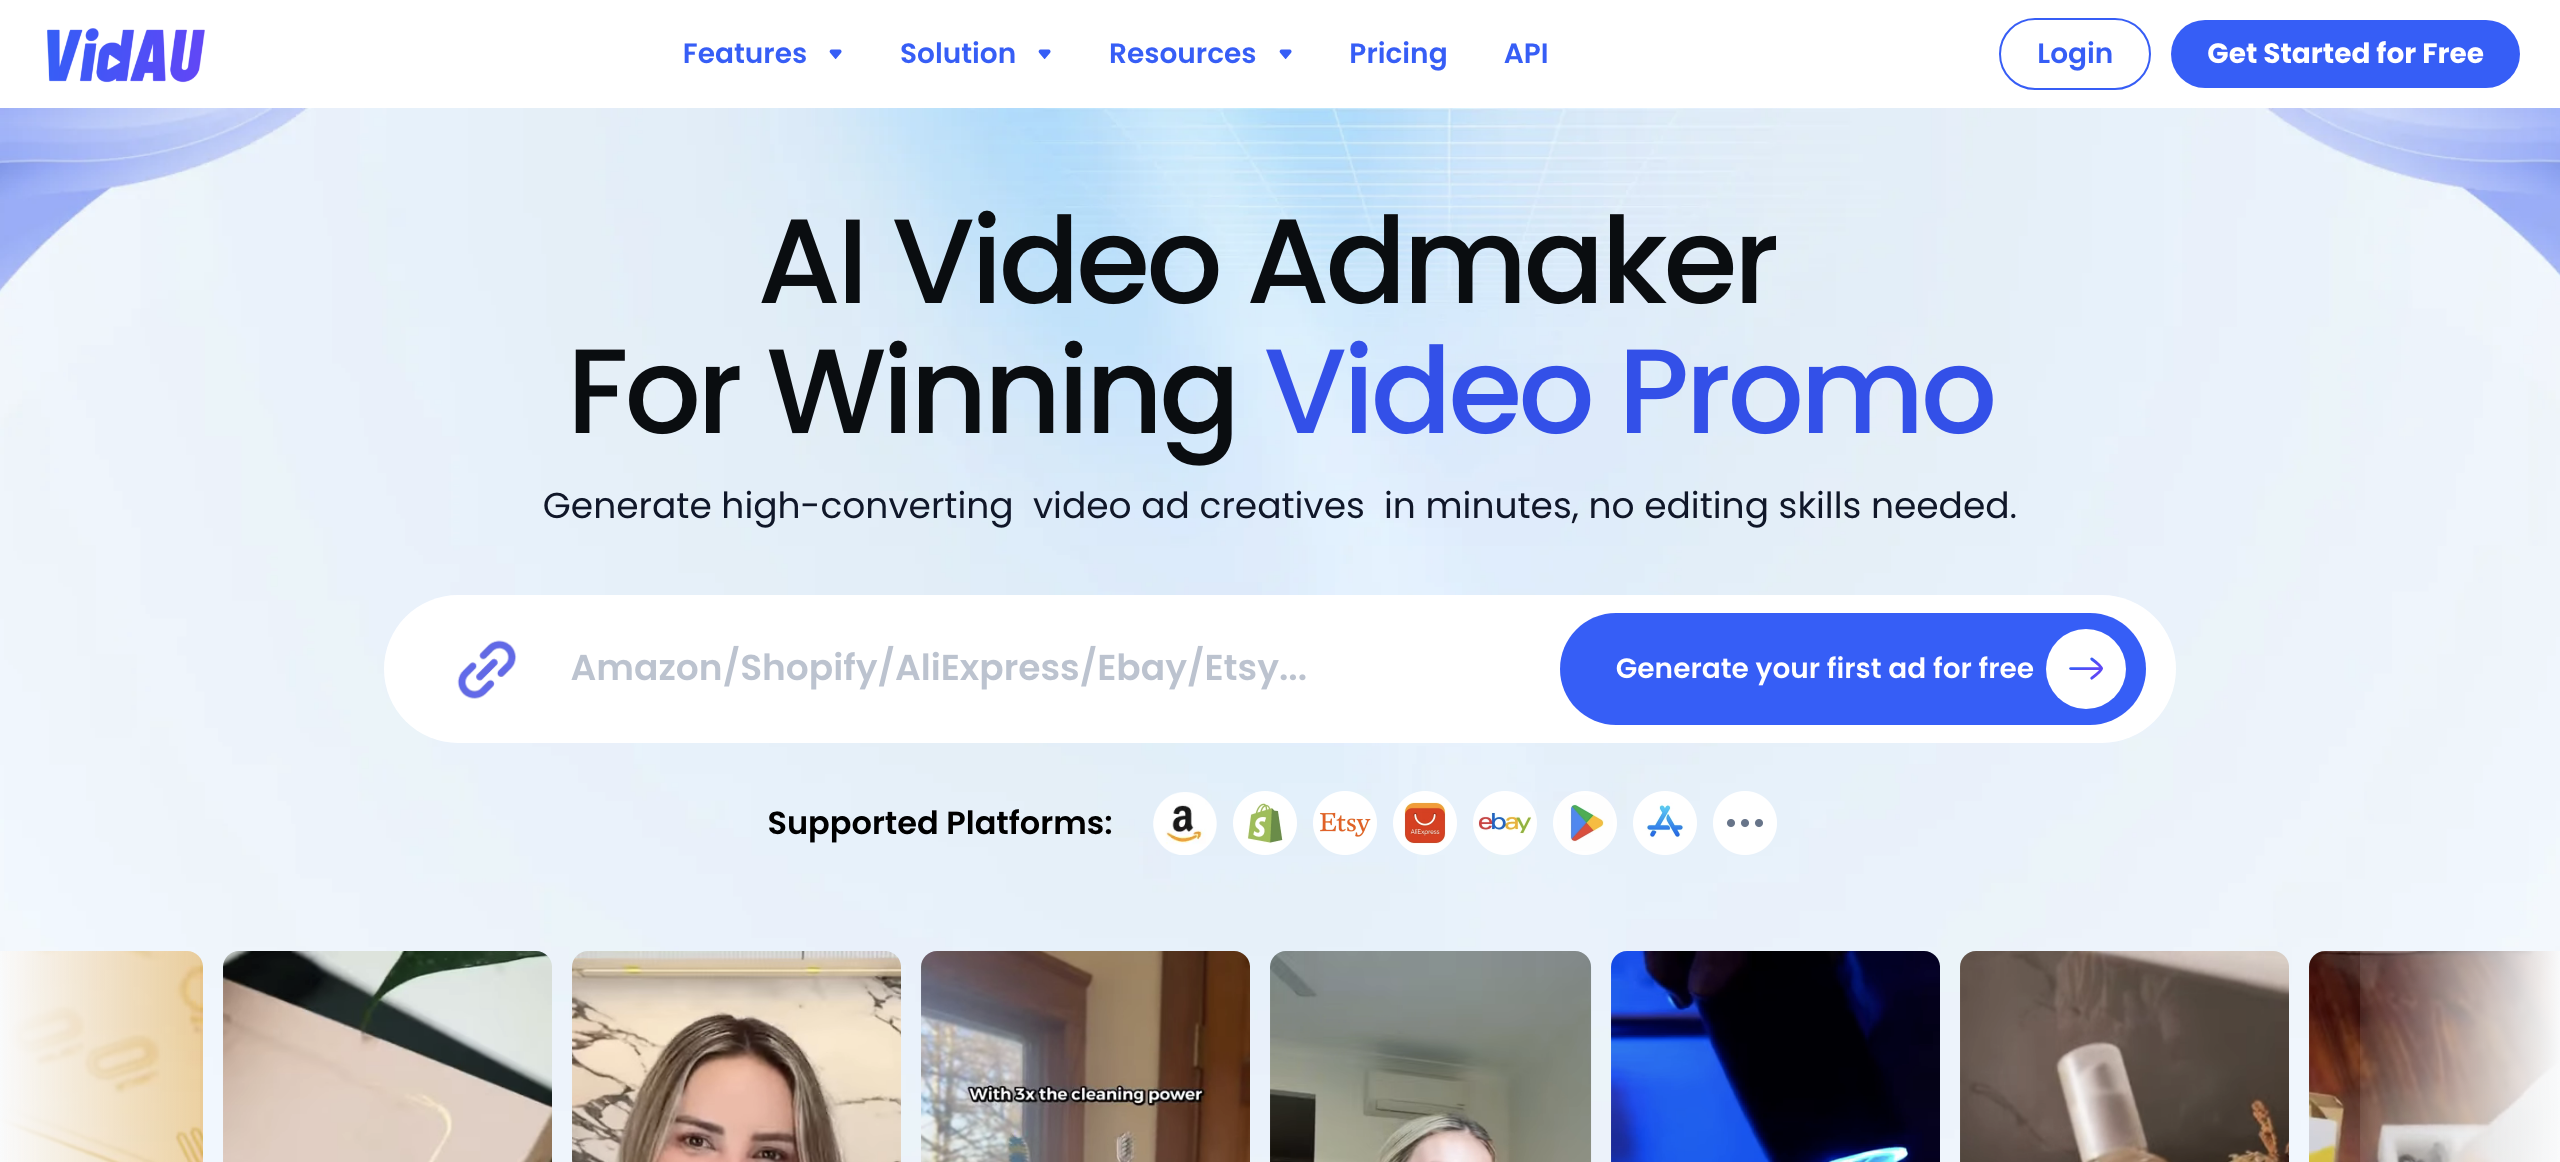 VidAU
Features
Solution
Resources
Pricing
API
Login
Get Started for Free
AI Video Admaker
For Winning Video Promo
Generate high-converting video ad creatives in minutes, no editing skills needed.
Amazon/Shopify/AliExpress/Ebay/Etsy...
Generate your first ad for free
Supported Platforms:
a
S
Etsy
AliExpress
ebay
With 3x the cleaning power